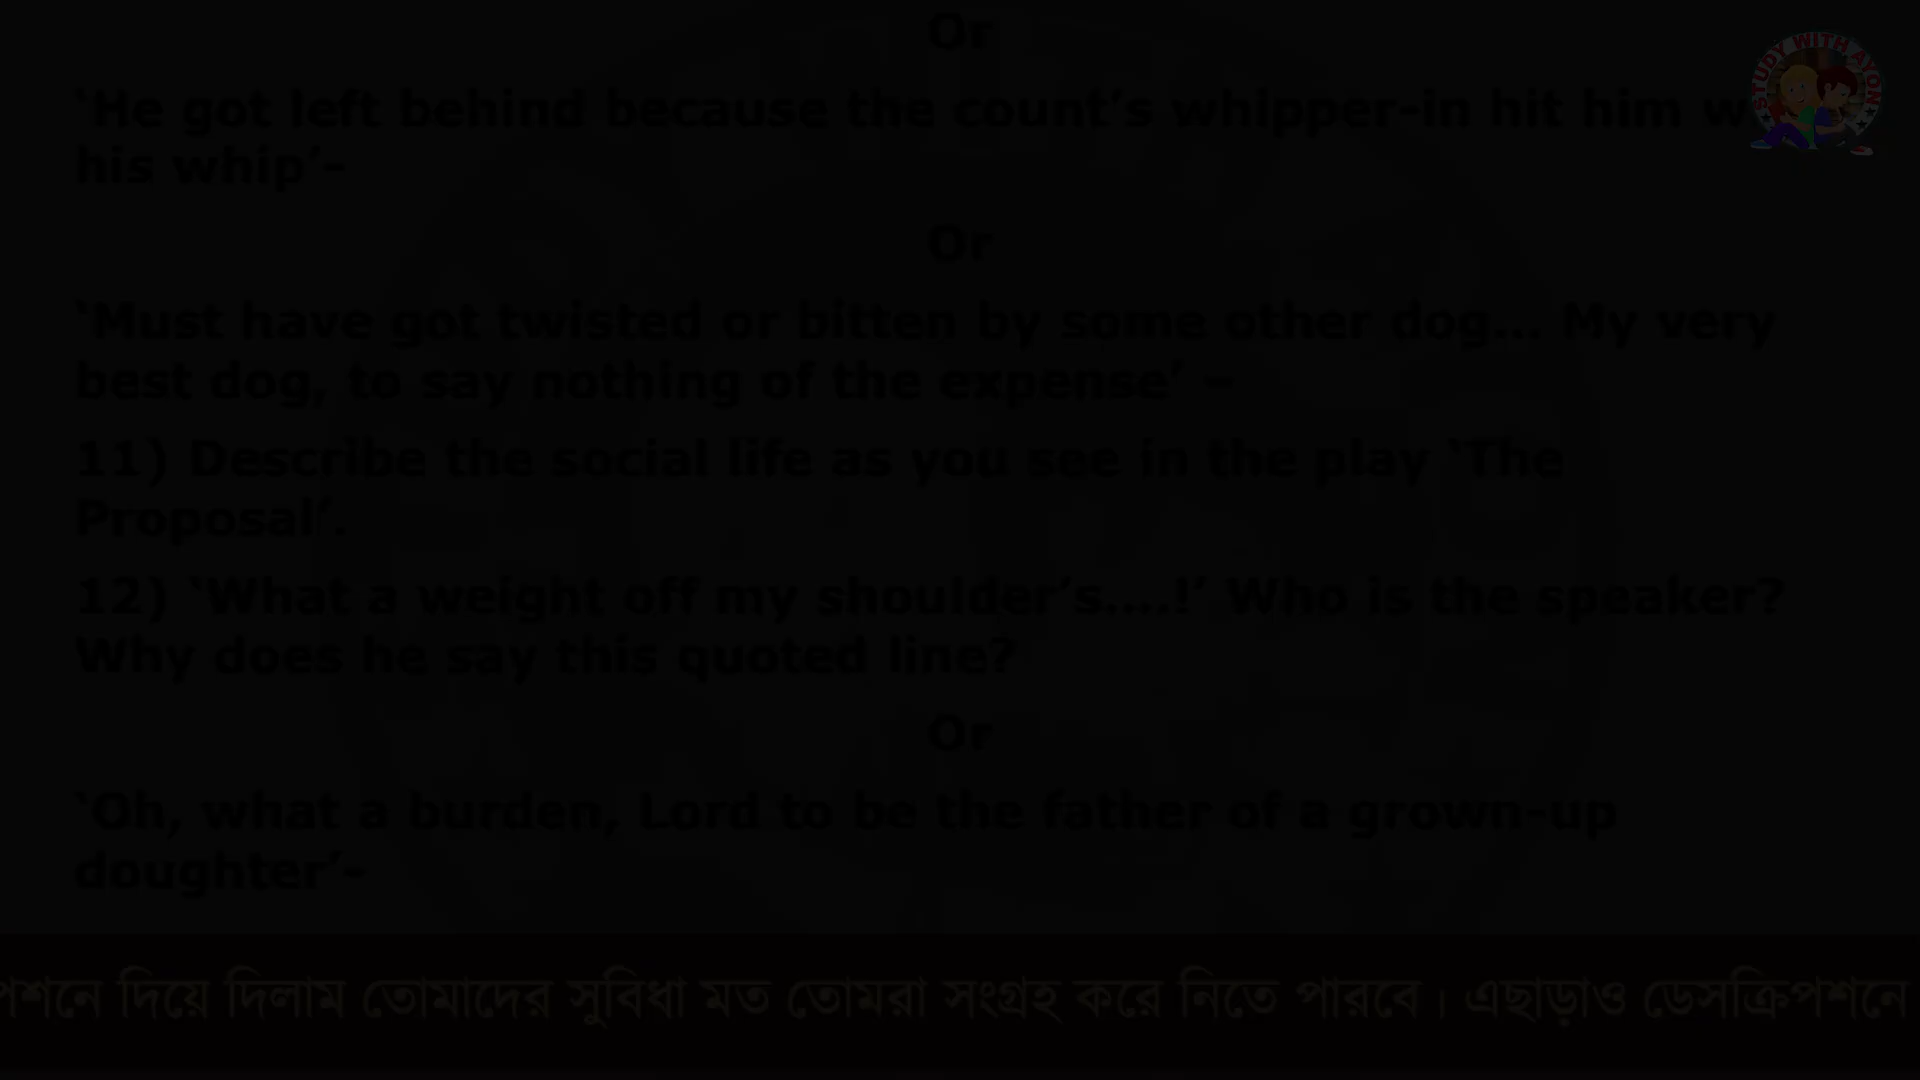 Or
‘He got left behind because the count’s whipper-in hit him w
his whip’–
Or
‘Must have got twisted or bitten by some other dog... My very
best dog, to say nothing of the expense’ –
11) Describe the social life as you see in the play ‘The
Proposal’.
12) ‘What a weight off my shoulder’s....!’ Who is the speaker?
Why does he say this quoted line?
Or
‘Oh, what a burden, Lord to be the father of a grown-up
doughter’–
পশনে দিয়ে দিলাম তোমাদের সুবিধা মত তোমরা সংগ্রহ করে নিতে পারবে । এছাড়াও ডেসক্রিপশনে
STUDY WITH AYON